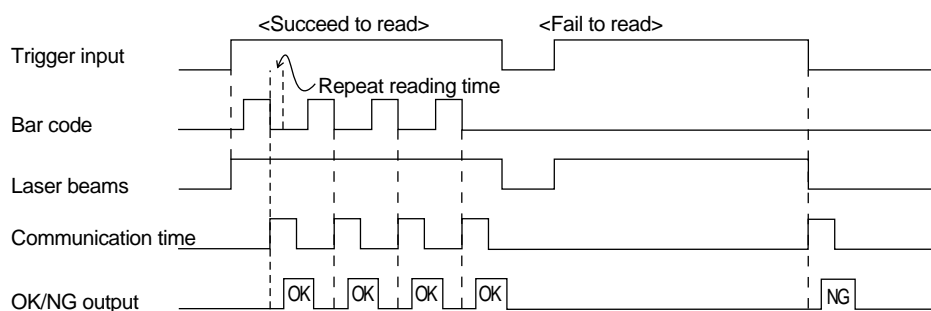 <Succeed to read> <Fail to read>
Trigger input
Repeat reading time
Bar code
Laser beams
Communication time
OK/NG output OK OK OK OK NG